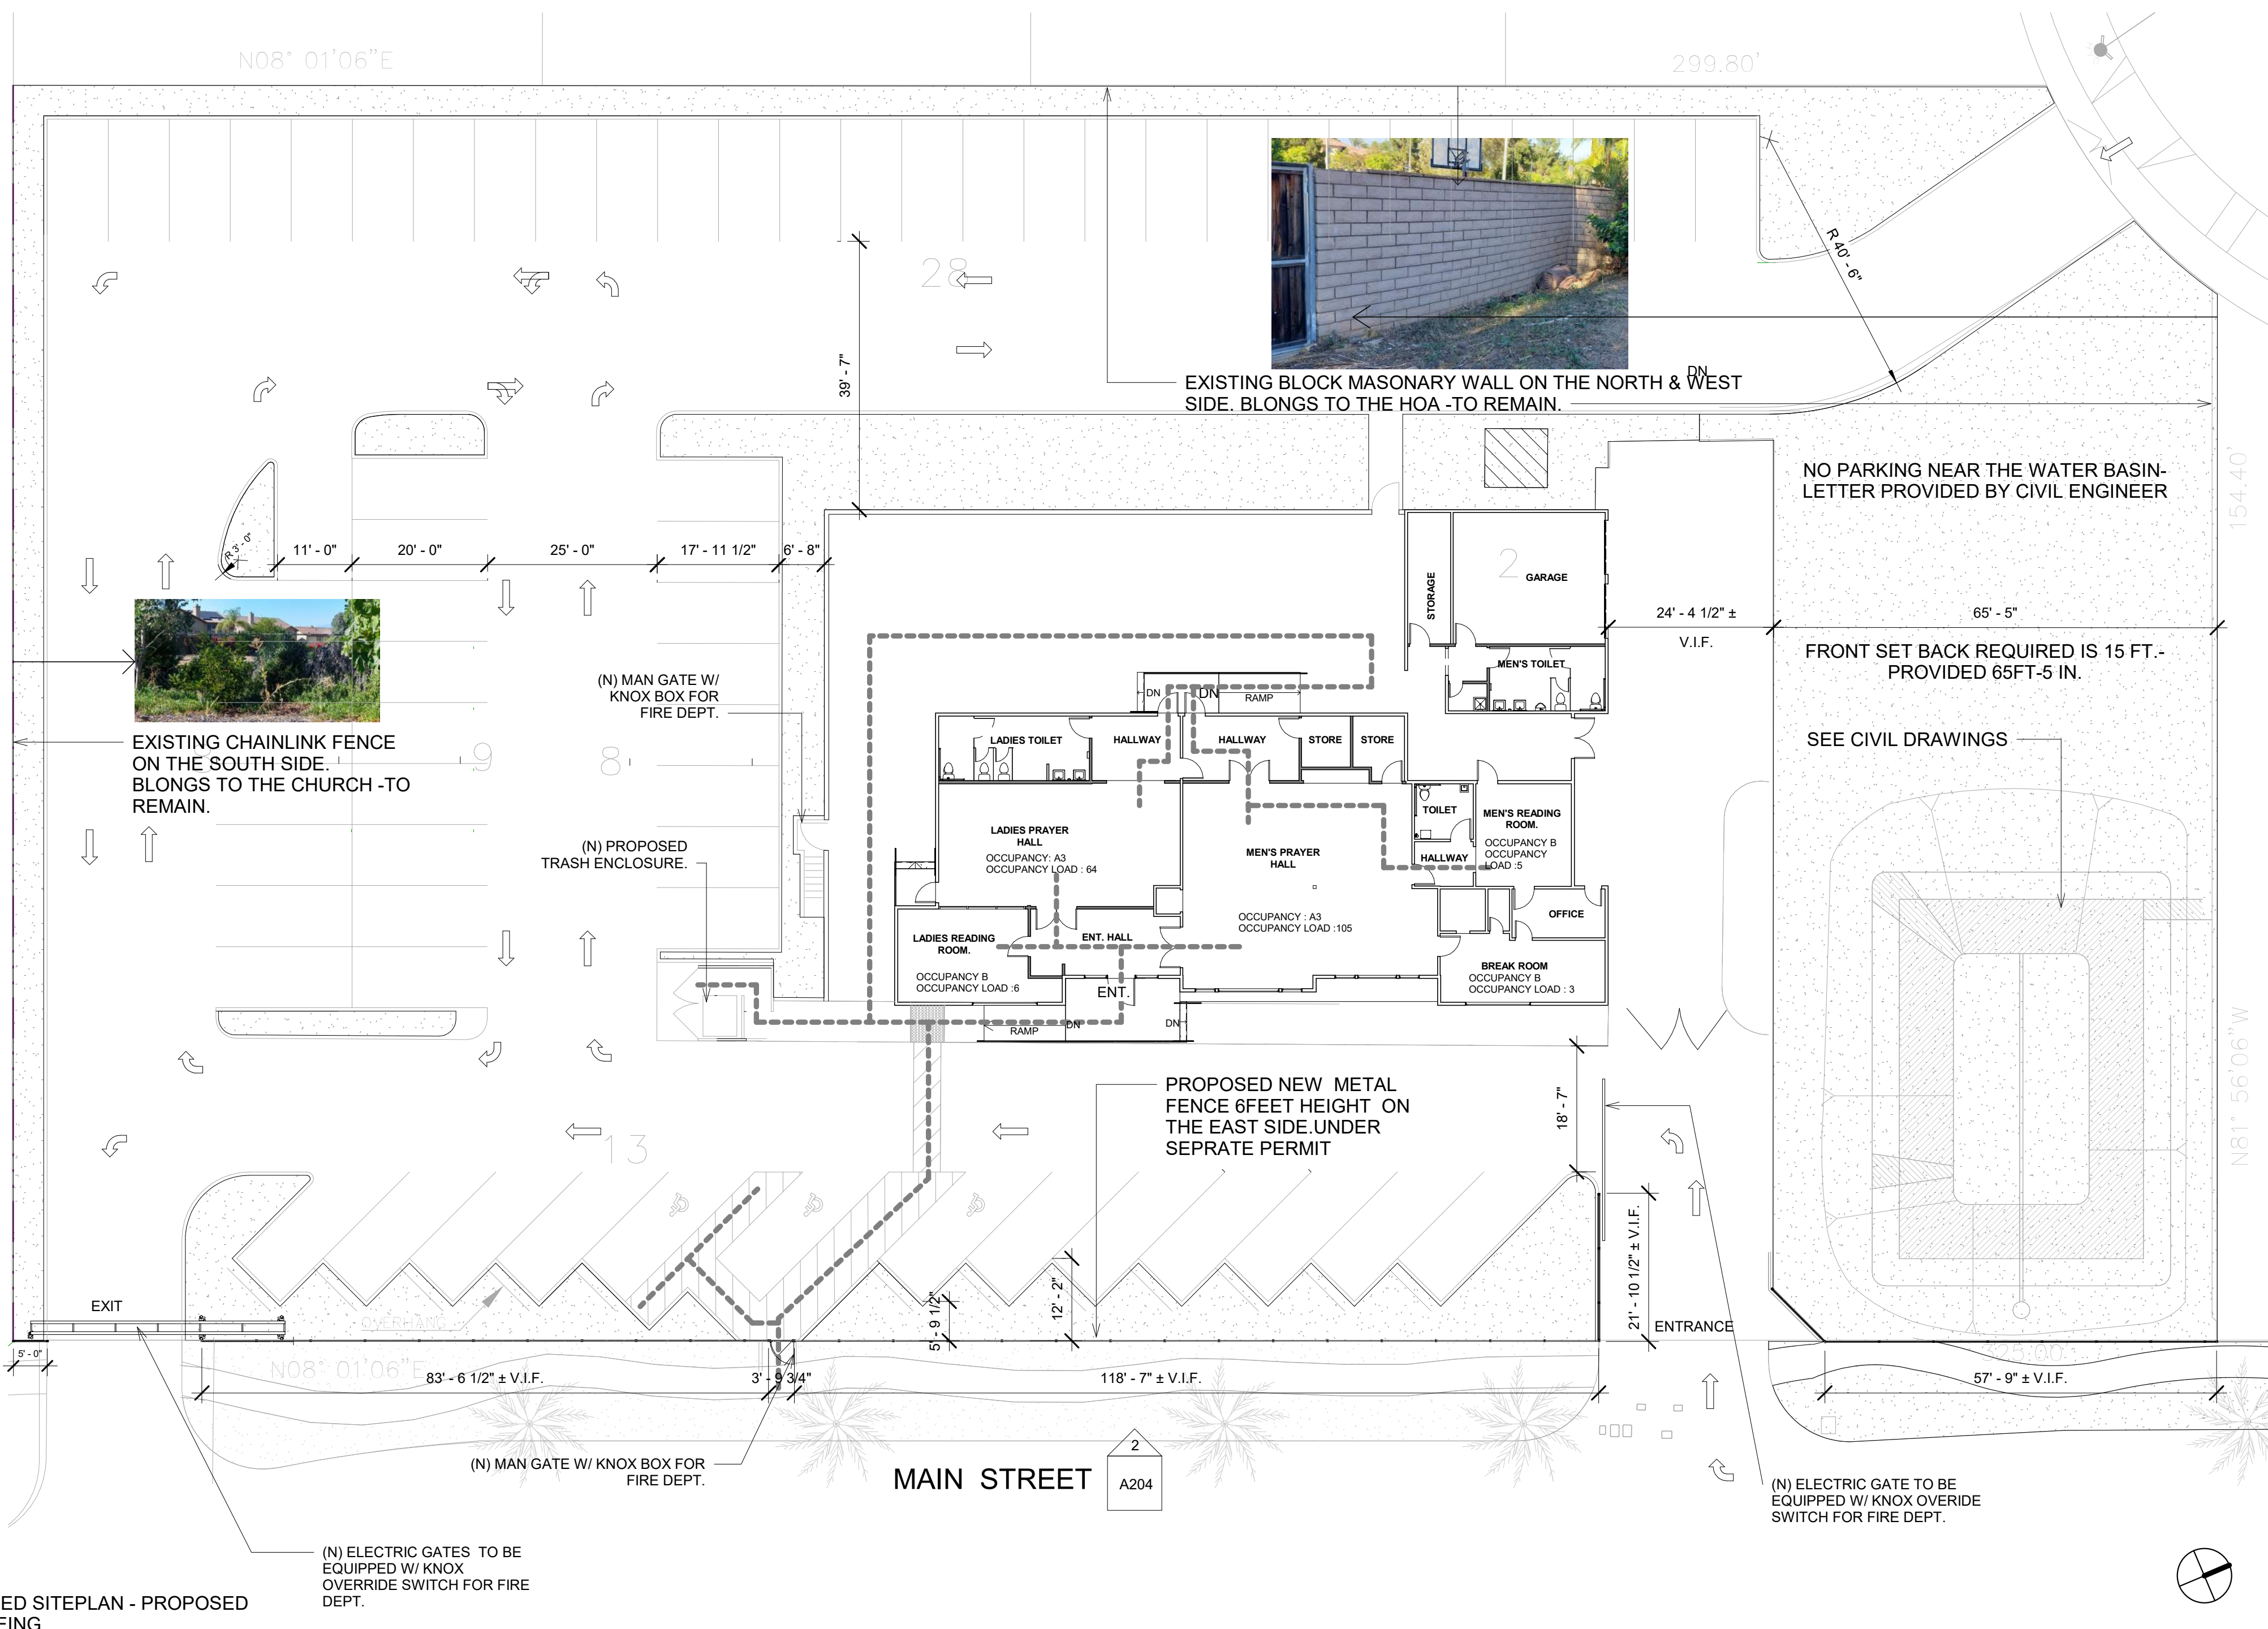 N08° 01'06"E
299.80'
28
R 40' - 6"
39' - 7"
DN
EXISTING BLOCK MASONARY WALL ON THE NORTH & WEST
SIDE. BLONGS TO THE HOA -TO REMAIN.
NO PARKING NEAR THE WATER BASIN-
LETTER PROVIDED BY CIVIL ENGINEER
154.40
R 3' - 0"
11' - 0"
20' - 0"
25' - 0"
17' - 11 1/2"
6' - 8"
STORAGE
2
GARAGE
24' - 4 1/2" ±
V.I.F.
65' - 5"
FRONT SET BACK REQUIRED IS 15 FT.-
PROVIDED 65FT-5 IN.
(N) MAN GATE W/
KNOX BOX FOR
FIRE DEPT.
DN
DN
RAMP
MEN'S TOILET
EXISTING CHAINLINK FENCE
ON THE SOUTH SIDE.
BLONGS TO THE CHURCH -TO
REMAIN.
9
8
LADIES TOILET
HALLWAY
HALLWAY
STORE
STORE
SEE CIVIL DRAWINGS
(N) PROPOSED
TRASH ENCLOSURE.
LADIES PRAYER
HALL
OCCUPANCY: A3
OCCUPANCY LOAD : 64
MEN'S PRAYER
HALL
OCCUPANCY : A3
OCCUPANCY LOAD :105
TOILET
HALLWAY
MEN'S READING
ROOM.
OCCUPANCY B
OCCUPANCY
LOAD :5
OFFICE
LADIES READING
ROOM.
OCCUPANCY B
OCCUPANCY LOAD :6
ENT. HALL
ENT.
BREAK ROOM
OCCUPANCY B
OCCUPANCY LOAD : 3
RAMP
DN
DN
PROPOSED NEW METAL
FENCE 6FEET HEIGHT ON
THE EAST SIDE.UNDER
SEPRATE PERMIT
18' - 7"
N81° 56'06"W
13
EXIT
OVERHANG
5' - 9 1/2"
12' - 2"
21' - 10 1/2" ± V.I.F.
ENTRANCE
5' - 0"
N08° 01'06"E
83' - 6 1/2" ± V.I.F.
3' - 9 3/4"
118' - 7" ± V.I.F.
57' - 9" ± V.I.F.
(N) MAN GATE W/ KNOX BOX FOR
FIRE DEPT.
MAIN STREET
2
A204
(N) ELECTRIC GATE TO BE
EQUIPPED W/ KNOX OVERIDE
SWITCH FOR FIRE DEPT.
(N) ELECTRIC GATES TO BE
EQUIPPED W/ KNOX
OVERRIDE SWITCH FOR FIRE
DEPT.
ED SITEPLAN - PROPOSED